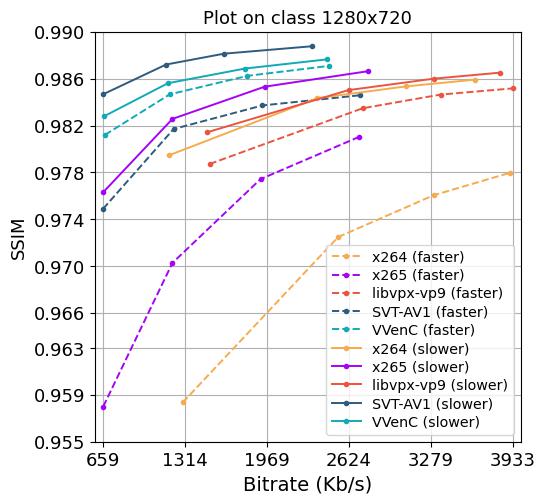 Plot on class 1280x720
0.990
0.986
0.982
0.978
0.974
0.970
0.966
0.963
0.959
0.955
SSIM
x264 (faster)
x265 (faster)
libvpx-vp9 (faster)
SVT-AV1 (faster)
VVenC (faster)
x264 (slower)
x265 (slower)
libvpx-vp9 (slower)
SVT-AV1 (slower)
VVenC (slower)
659 1314 1969 2624 3279 3933
Bitrate (Kb/s)